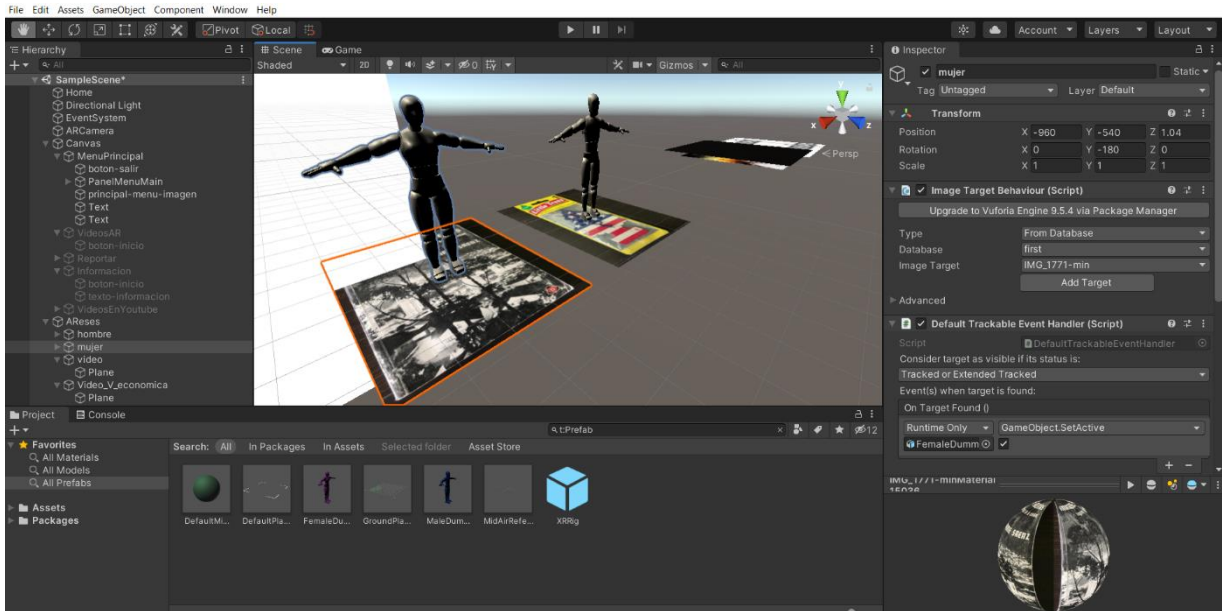 File Edit Assets GameObject Component Window Help
Pivot Local Account Layers Layout
Hierarchy
All
SampleScene*
Home
Directional Light
EventSystem
ARCamera
Canvas
MenuPrincipal
boton-salir
PanelMenuMain
principal-menu-imagen
Text
Text
VideosAR
boton-inicio
Reportar
Informacion
boton-inicio
texto-informacion
VideosEnYoutube
AReses
hombre
mujer
video
Plane
Video_V_economica
Plane
Scene Game
Shaded 2D 0 Gizmos All
y
x z
Persp
Inspector
mujer Static
Tag Untagged Layer Default
Transform
Position X -960 Y -540 Z 1.04
Rotation X 0 Y -180 Z 0
Scale X 1 Y 1 Z 1
Image Target Behaviour (Script)
Upgrade to Vuforia Engine 9.5.4 via Package Manager
Type From Database
Database first
Image Target IMG_1771-min
Add Target
Advanced
Default Trackable Event Handler (Script)
Script DefaultTrackableEventHandler
Consider target as visible if its status is:
Tracked or Extended Tracked
Event(s) when target is found:
On Target Found ()
Runtime Only GameObject.SetActive
FemaleDumm
+ -
IMG_1771-minMaterial
15036
Project Console
t:Prefab 12
Favorites
All Materials
All Models
All Prefabs
Assets
Packages
Search: All In Packages In Assets Selected folder Asset Store
DefaultMi... DefaultPla... FemaleDu... GroundPla... MaleDum... MidAirRefe... XRRig